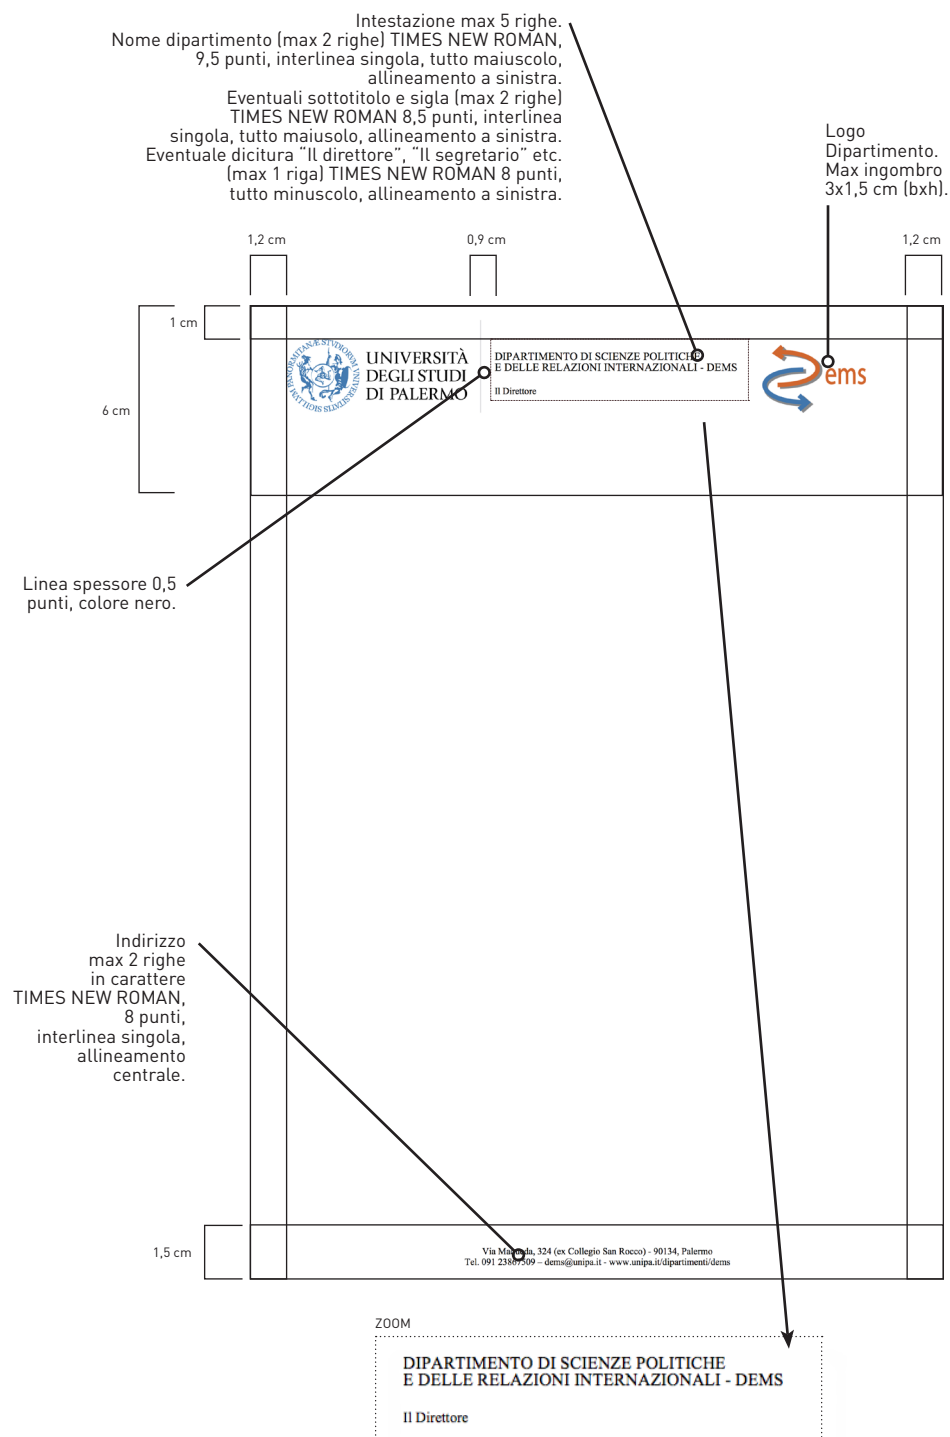 Intestazione max 5 righe.
Nome dipartimento (max 2 righe) TIMES NEW ROMAN,
9,5 punti, interlinea singola, tutto maiuscolo,
allineamento a sinistra.
Eventuali sottotitolo e sigla (max 2 righe)
TIMES NEW ROMAN 8,5 punti, interlinea
singola, tutto maiusolo, allineamento a sinistra.
Eventuale dicitura “Il direttore”, “Il segretario” etc.
(max 1 riga) TIMES NEW ROMAN 8 punti,
tutto minuscolo, allineamento a sinistra.
Logo
Dipartimento.
Max ingombro
3x1,5 cm (bxh).
1,2 cm
0,9 cm
1,2 cm
1 cm
6 cm
UNIVERSITÀ
DEGLI STUDI
DI PALERMO
DIPARTIMENTO DI SCIENZE POLITICHE
E DELLE RELAZIONI INTERNAZIONALI - DEMS
Il Direttore
ems
SIGILLVM PANORMITANÆ STVDIORVM VNIVERSITATIS
Linea spessore 0,5
punti, colore nero.
Indirizzo
max 2 righe
in carattere
TIMES NEW ROMAN,
8 punti,
interlinea singola,
allineamento
centrale.
1,5 cm
Via Maqueda, 324 (ex Collegio San Rocco) - 90134, Palermo
Tel. 091 23867509 – dems@unipa.it - www.unipa.it/dipartimenti/dems
ZOOM
DIPARTIMENTO DI SCIENZE POLITICHE
E DELLE RELAZIONI INTERNAZIONALI - DEMS
Il Direttore